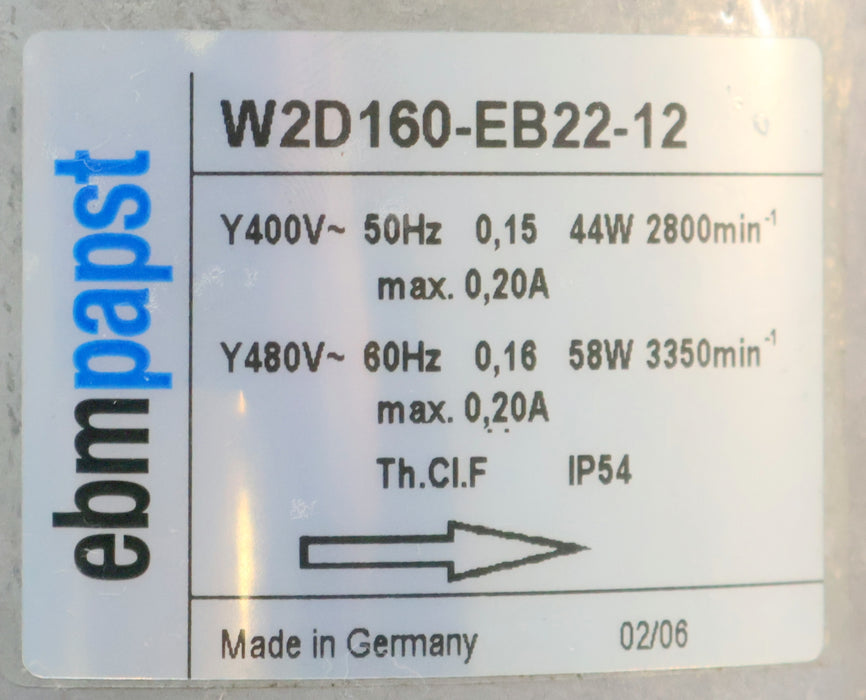 ebmpapst
W2D160-EB22-12
Y400V~ 50Hz 0,15 44W 2800min⁻¹
max. 0,20A
Y480V~ 60Hz 0,16 58W 3350min⁻¹
max. 0,20A
Th.Cl.F IP54
Made in Germany 02/06